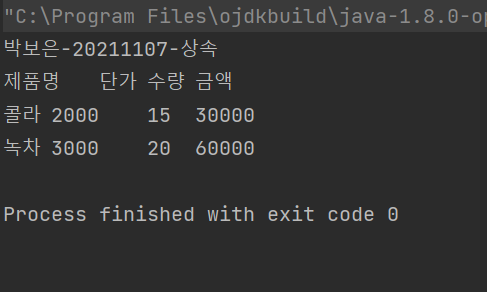 "C:\Program Files\ojdkbuild\java-1.8.0-op
박보은-20211107-상속
제품명 단가 수량 금액
콜라 2000 15 30000
녹차 3000 20 60000
Process finished with exit code 0